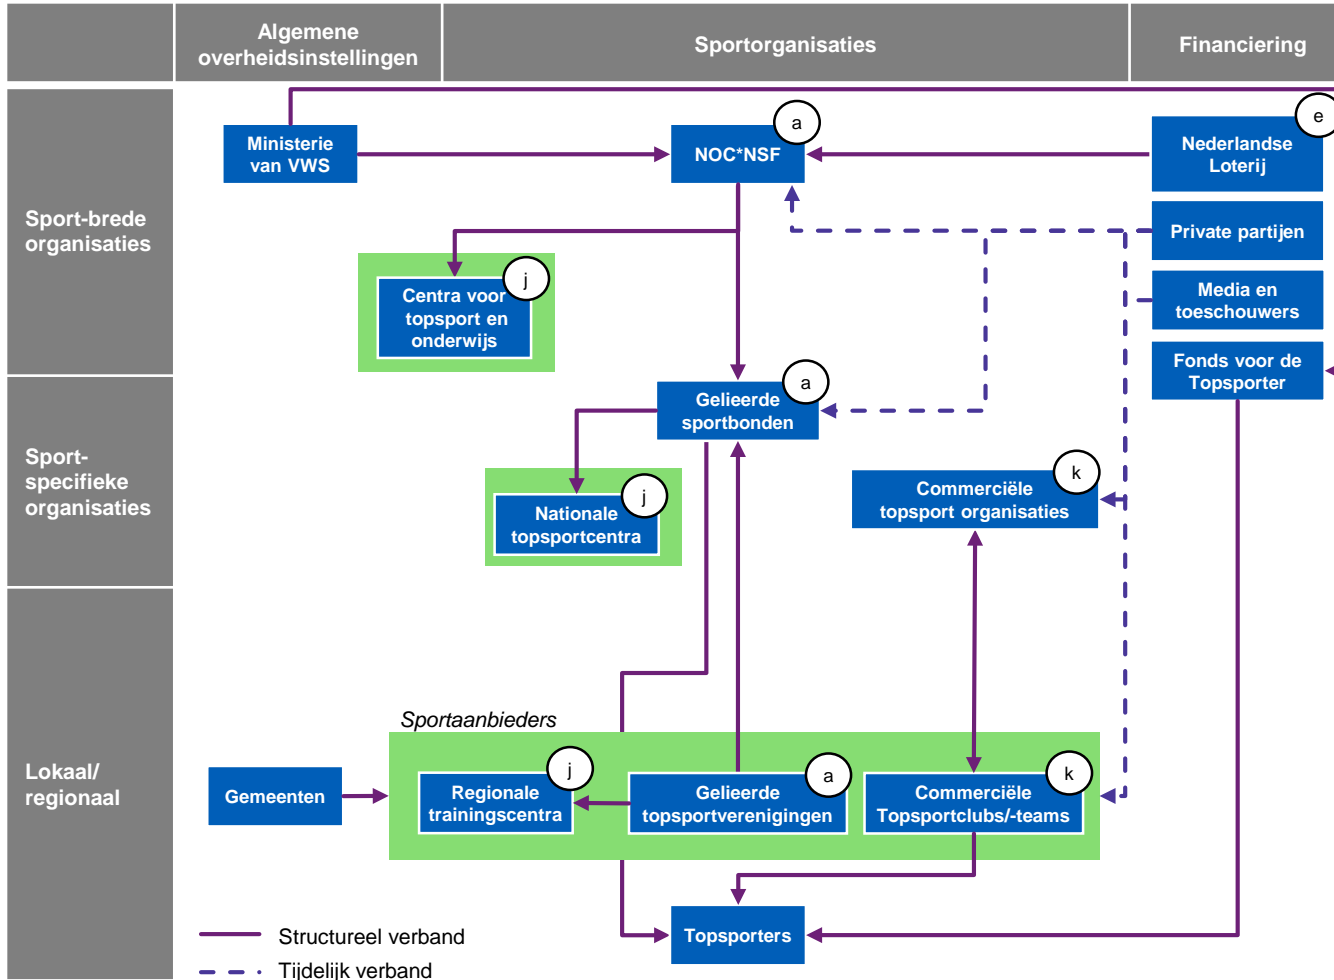 Algemene
overheidsinstellingen
Sportorganisaties
Financiering
Sport-brede
organisaties
Ministerie
van VWS
a
NOC*NSF
e
Nederlandse
Loterij
Private partijen
j
Centra voor
topsport en
onderwijs
Media en
toeschouwers
Fonds voor de
Topsporter
Sport-
specifieke
organisaties
a
Gelieerde
sportbonden
j
Nationale
topsportcentra
k
Commerciële
topsport organisaties
Lokaal/
regionaal
Sportaanbieders
Gemeenten
j
Regionale
trainingscentra
a
Gelieerde
topsportverenigingen
k
Commerciële
Topsportclubs/-teams
Topsporters
Structureel verband
Tijdelijk verband